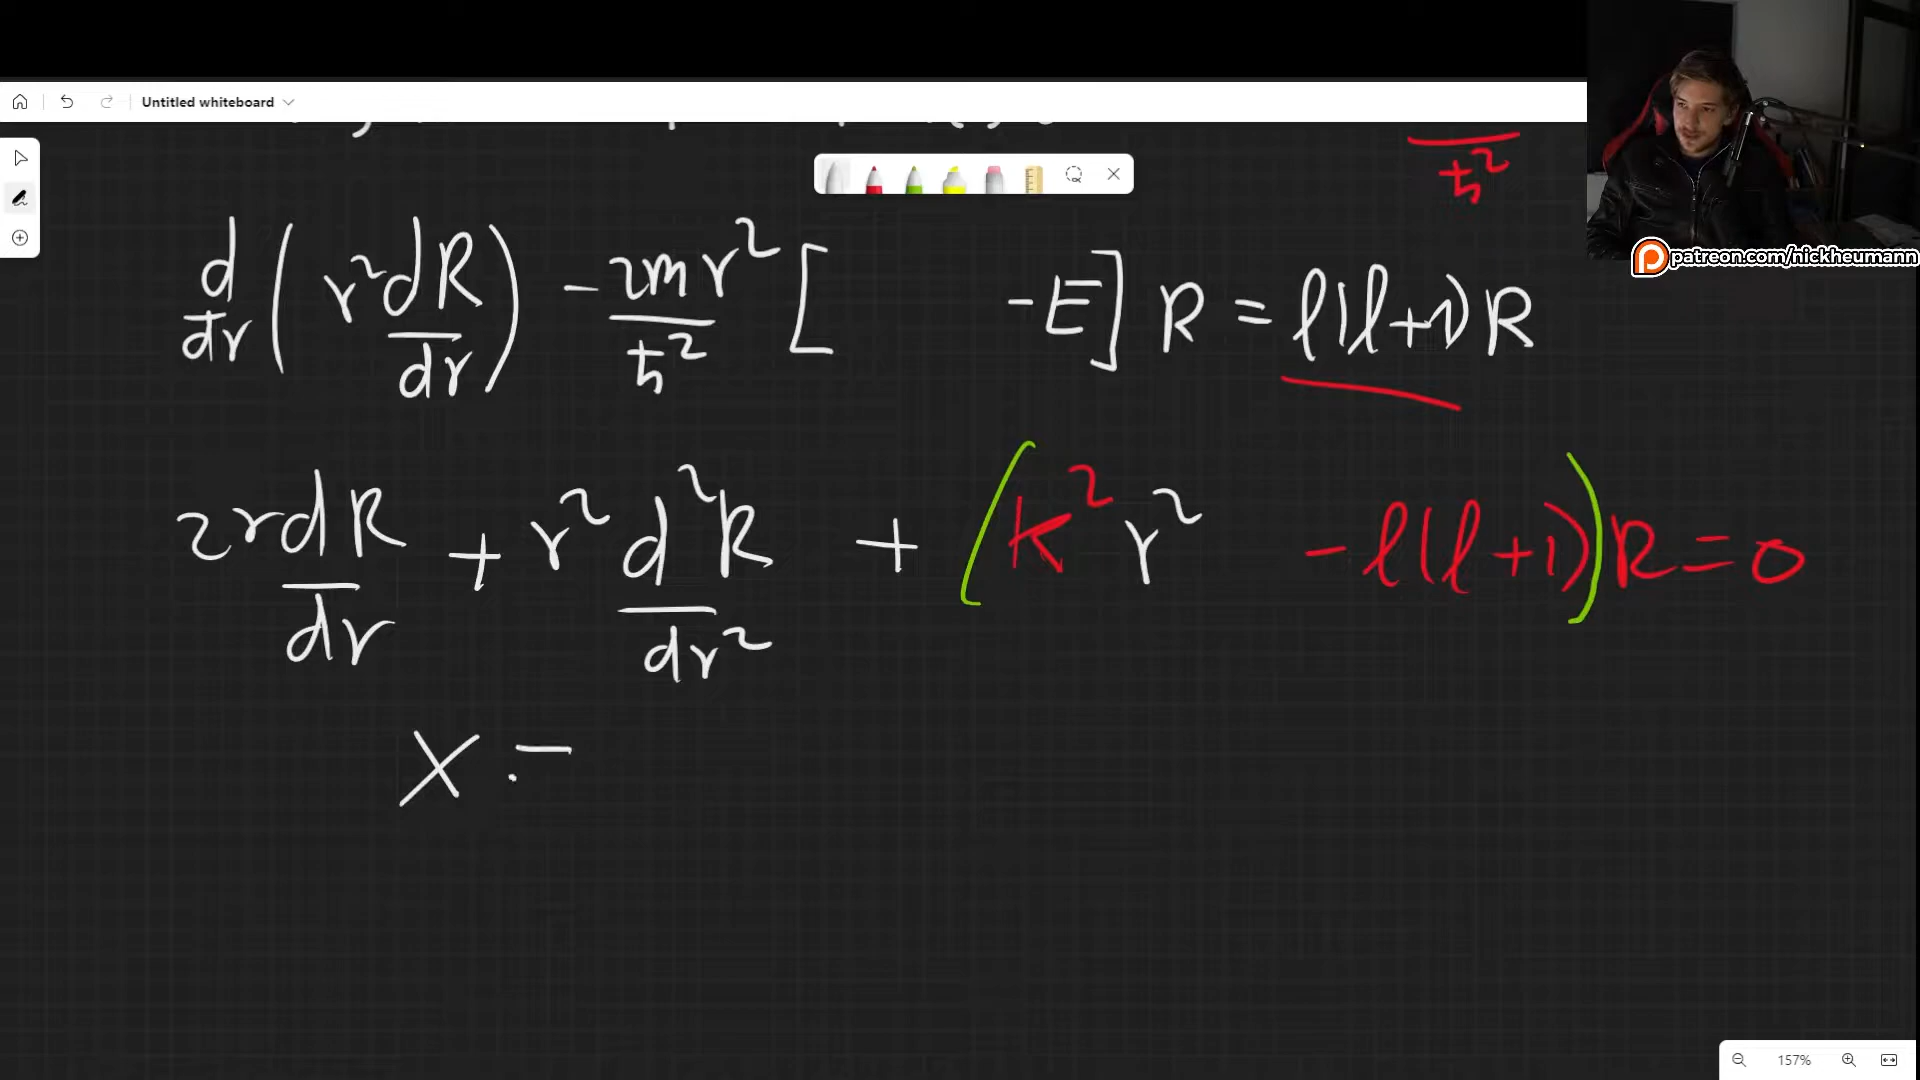 Untitled whiteboard
ħ²
d/dr ( r² dR/dr ) - 2mr²/ħ² [ -E] R = l(l+1)R
patreon.com/nickheumann
2r dR/dr + r² d²R/dr² + (k² r² - l(l+1))R = 0
X :-
157%